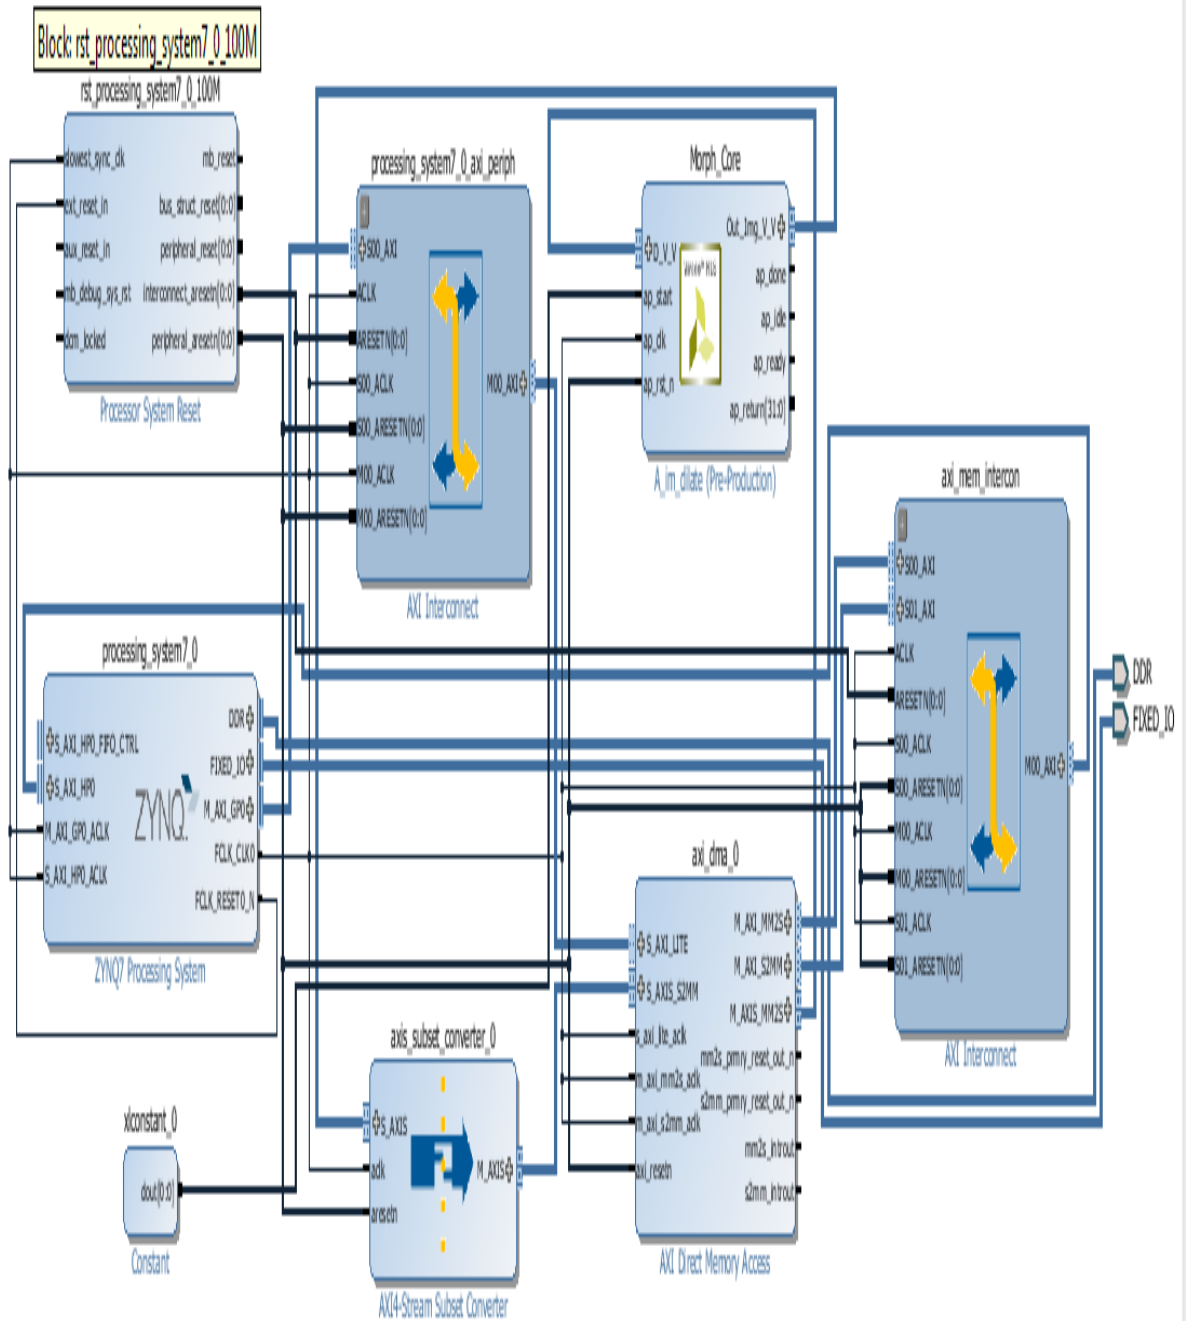 Block: rst_processing_system7_0_100M
rst_processing_system7_0_100M
slowest_sync_clk
ext_reset_in
aux_reset_in
mb_debug_sys_rst
dcm_locked
mb_reset
bus_struct_reset[0:0]
peripheral_reset[0:0]
interconnect_aresetn[0:0]
peripheral_aresetn[0:0]
Processor System Reset
processing_system7_0_axi_periph
S00_AXI
ACLK
ARESETN[0:0]
S00_ACLK
S00_ARESETN[0:0]
M00_ACLK
M00_ARESETN[0:0]
M00_AXI
AXI Interconnect
Morph_Core
D_V_V
ap_start
ap_clk
ap_rst_n
Vivado™ HLS
Out_Img_V_V
ap_done
ap_idle
ap_ready
ap_return[31:0]
A_im_dilate (Pre-Production)
axi_mem_intercon
S00_AXI
S01_AXI
ACLK
ARESETN[0:0]
S00_ACLK
S00_ARESETN[0:0]
M00_ACLK
M00_ARESETN[0:0]
S01_ACLK
S01_ARESETN[0:0]
M00_AXI
AXI Interconnect
DDR
FIXED_IO
processing_system7_0
S_AXI_HP0_FIFO_CTRL
S_AXI_HP0
M_AXI_GP0_ACLK
S_AXI_HP0_ACLK
ZYNQ
DDR
FIXED_IO
M_AXI_GP0
FCLK_CLK0
FCLK_RESET0_N
ZYNQ7 Processing System
axi_dma_0
S_AXI_LITE
S_AXIS_S2MM
s_axi_lite_aclk
m_axi_mm2s_aclk
m_axi_s2mm_aclk
axi_resetn
M_AXI_MM2S
M_AXI_S2MM
M_AXIS_MM2S
mm2s_prmry_reset_out_n
s2mm_prmry_reset_out_n
mm2s_introut
s2mm_introut
AXI Direct Memory Access
axis_subset_converter_0
S_AXIS
aclk
aresetn
M_AXIS
AXI4-Stream Subset Converter
xlconstant_0
dout[0:0]
Constant